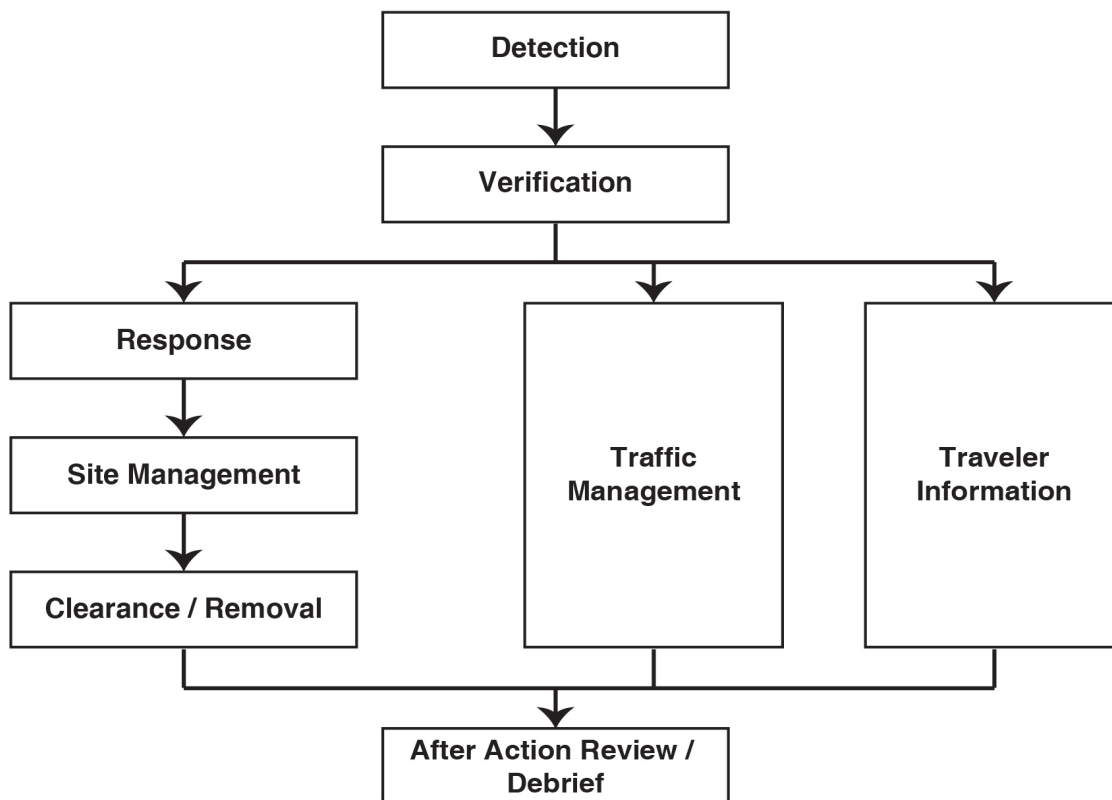 Detection
Verification
Response
Site Management
Clearance / Removal
Traffic
Management
Traveler
Information
After Action Review /
Debrief